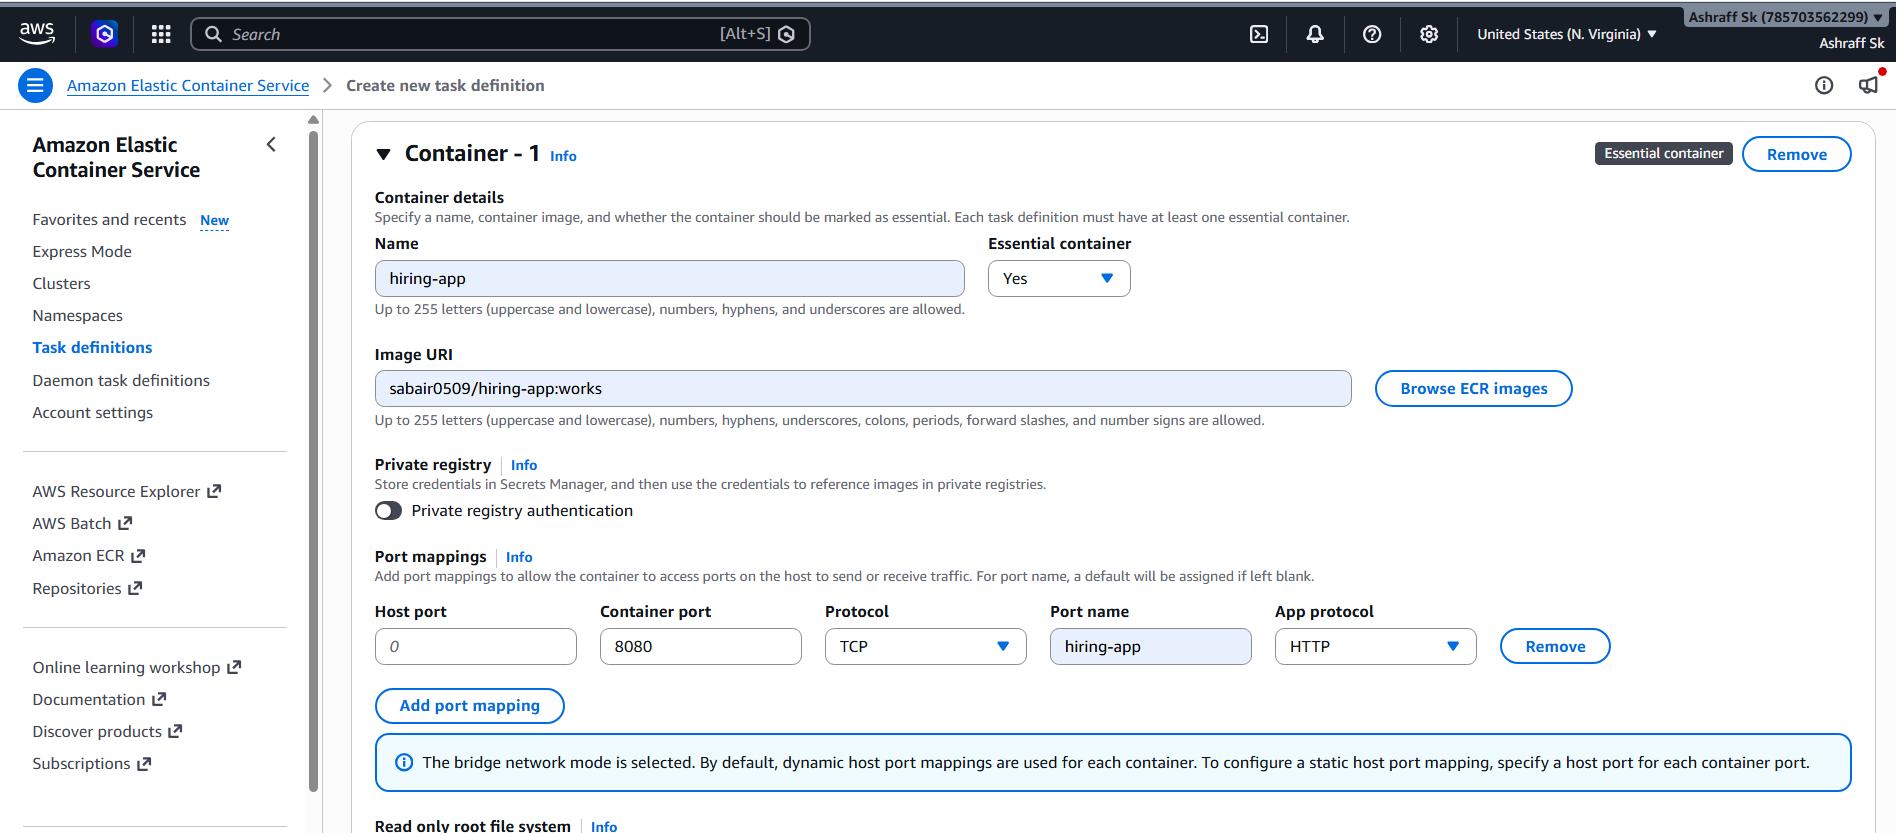 aws
Search [Alt+S]
United States (N. Virginia)
Ashraff Sk (785703562299)
Ashraff Sk
Amazon Elastic Container Service
Create new task definition
Amazon Elastic
Container Service
Favorites and recents New
Express Mode
Clusters
Namespaces
Task definitions
Daemon task definitions
Account settings
AWS Resource Explorer
AWS Batch
Amazon ECR
Repositories
Online learning workshop
Documentation
Discover products
Subscriptions
Container - 1 Info
Essential container
Remove
Container details
Specify a name, container image, and whether the container should be marked as essential. Each task definition must have at least one essential container.
Name
Essential container
hiring-app
Yes
Up to 255 letters (uppercase and lowercase), numbers, hyphens, and underscores are allowed.
Image URI
sabair0509/hiring-app:works
Browse ECR images
Up to 255 letters (uppercase and lowercase), numbers, hyphens, underscores, colons, periods, forward slashes, and number signs are allowed.
Private registry Info
Store credentials in Secrets Manager, and then use the credentials to reference images in private registries.
Private registry authentication
Port mappings Info
Add port mappings to allow the container to access ports on the host to send or receive traffic. For port name, a default will be assigned if left blank.
Host port Container port Protocol Port name App protocol
0 8080 TCP hiring-app HTTP Remove
Add port mapping
The bridge network mode is selected. By default, dynamic host port mappings are used for each container. To configure a static host port mapping, specify a host port for each container port.
Read only root file system Info